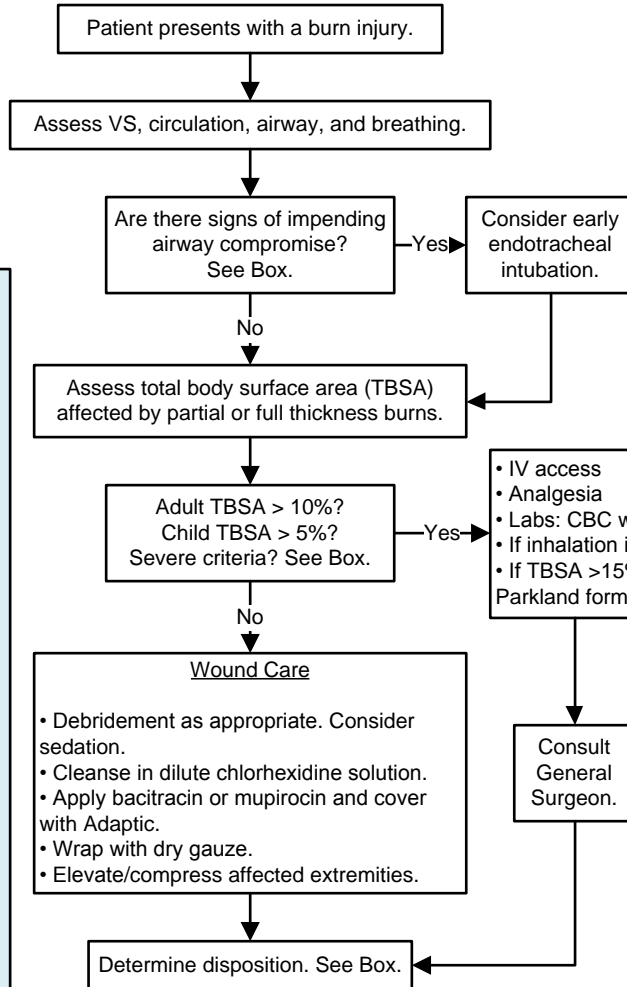 Patient presents with a burn injury.
Assess VS, circulation, airway, and breathing.
Are there signs of impending
airway compromise?
See Box.
Yes
Consider early
endotracheal
intubation.
No
Assess total body surface area (TBSA)
affected by partial or full thickness burns.
Adult TBSA > 10%?
Child TBSA > 5%?
Severe criteria? See Box.
Yes
• IV access
• Analgesia
• Labs: CBC
• If inhalation
• If TBSA >15
Parkland
No
Wound Care
• Debridement as appropriate. Consider
sedation.
• Cleanse in dilute chlorhexidine solution.
• Apply bacitracin or mupirocin and cover
with Adaptic.
• Wrap with dry gauze.
• Elevate/compress affected extremities.
Consult
General
Surgeon.
Determine disposition. See Box.